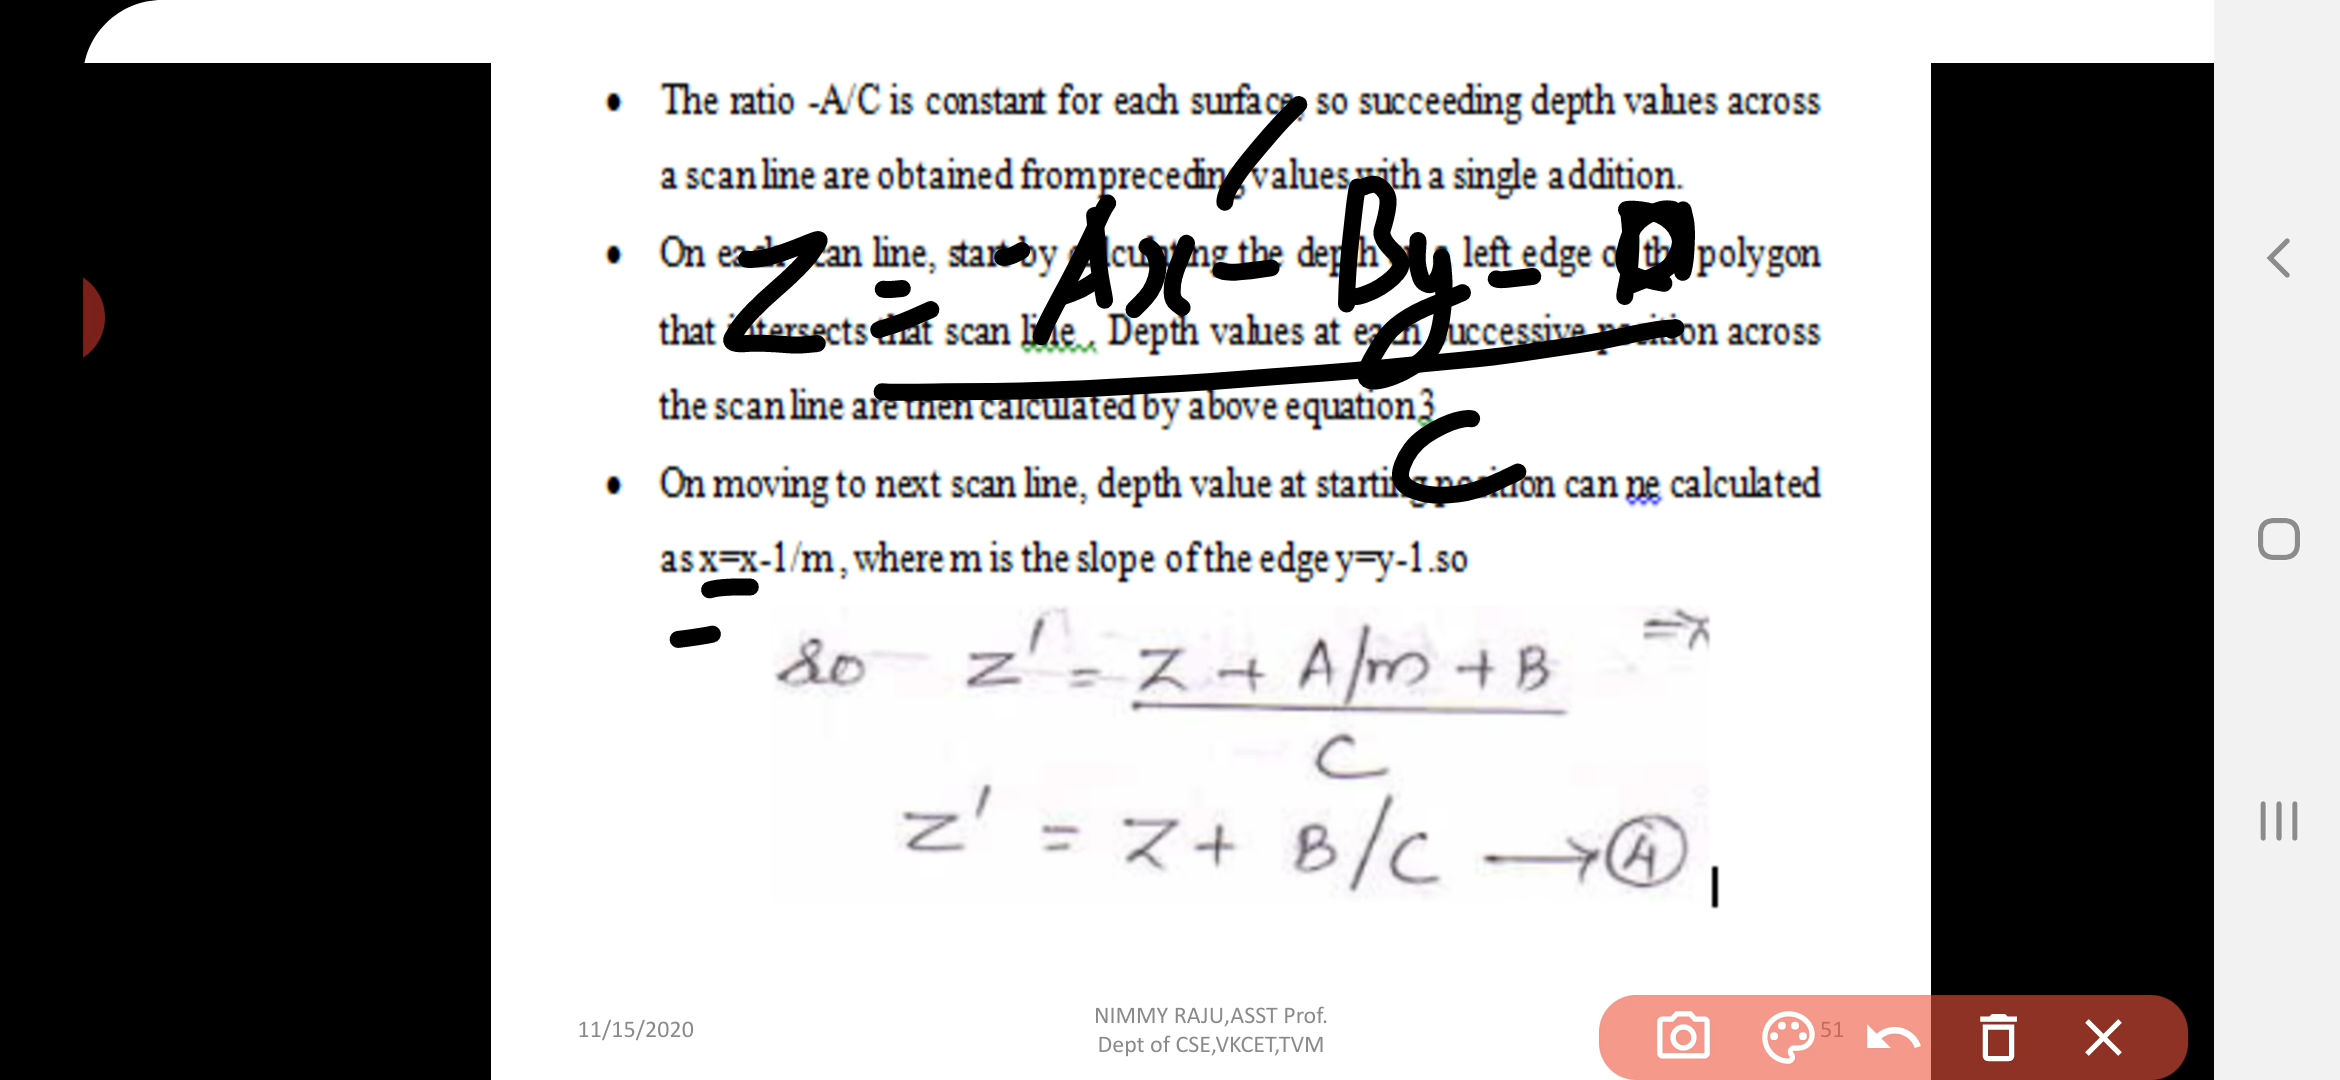 • The ratio -A/C is constant for each surface, so succeeding depth values across
a scan line are obtained from preceding values with a single addition.
• On each scan line, start by calculating the depth left edge of the polygon
Z = -Ax - By - D
that intersects that scan line. Depth values at each successive position across
the scan line are then calculated by above equation3
C
• On moving to next scan line, depth value at starting position can ne calculated
as x=x-1/m, where m is the slope of the edge y=y-1.so
=>x
so z' = z + A/m + B
C
z' = z + B/C → 4
11/15/2020
NIMMY RAJU,ASST Prof.
Dept of CSE,VKCET,TVM
51